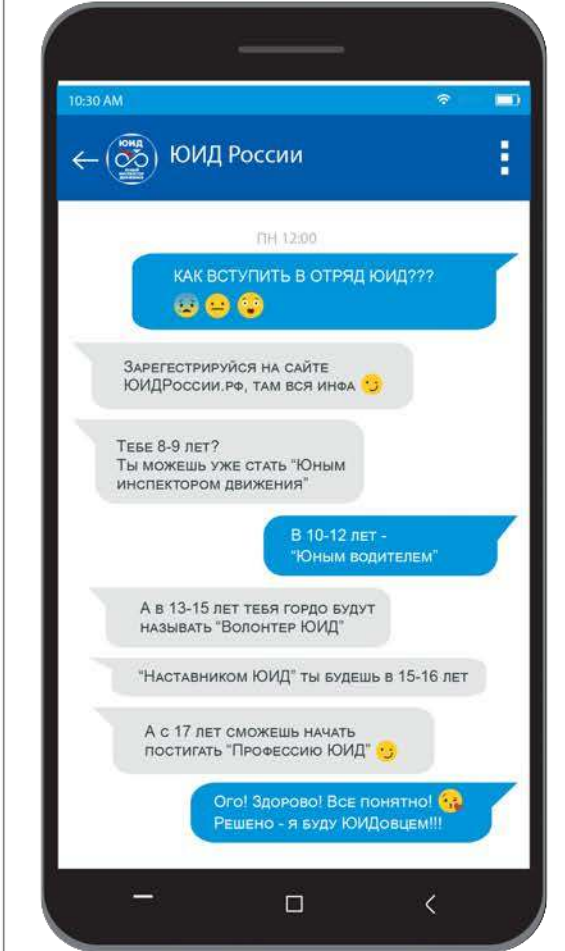 10:30 AM
ЮИД
ЮИД России
ПН 12:00
КАК ВСТУПИТЬ В ОТРЯД ЮИД???
Зарегестрируйся на сайте
ЮИДРоссии.рф, там вся инфа
Тебе 8-9 лет?
Ты можешь уже стать “Юным
инспектором движения”
В 10-12 лет -
“Юным водителем”
А в 13-15 лет тебя гордо будут
называть “Волонтер ЮИД”
“Наставником ЮИД” ты будешь в 15-16 лет
А с 17 лет сможешь начать
постигать “Профессию ЮИД”
Ого! Здорово! Все понятно!
Решено - я буду ЮИДовцем!!!